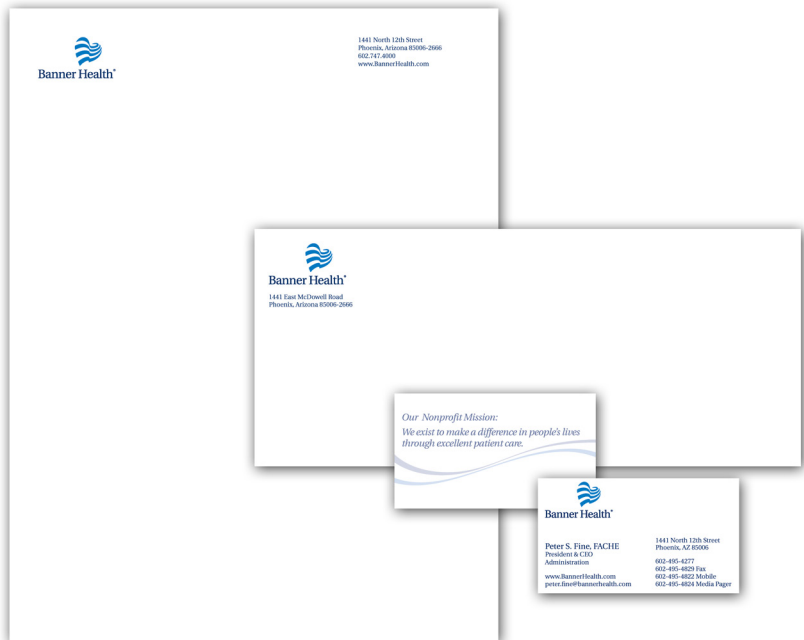 Banner Health®
1441 North 12th Street
Phoenix, Arizona 85006-2666
602.747.4000
www.BannerHealth.com
Banner Health®
1441 East McDowell Road
Phoenix, Arizona 85006-2666
Our Nonprofit Mission:
We exist to make a difference in people's lives
through excellent patient care.
Banner Health®
Peter S. Fine, FACHE
President & CEO
Administration
www.BannerHealth.com
peter.fine@bannerhealth.com
1441 North 12th Street
Phoenix, AZ 85006
602-495-4277
602-495-4829 Fax
602-495-4822 Mobile
602-495-4824 Media Pager